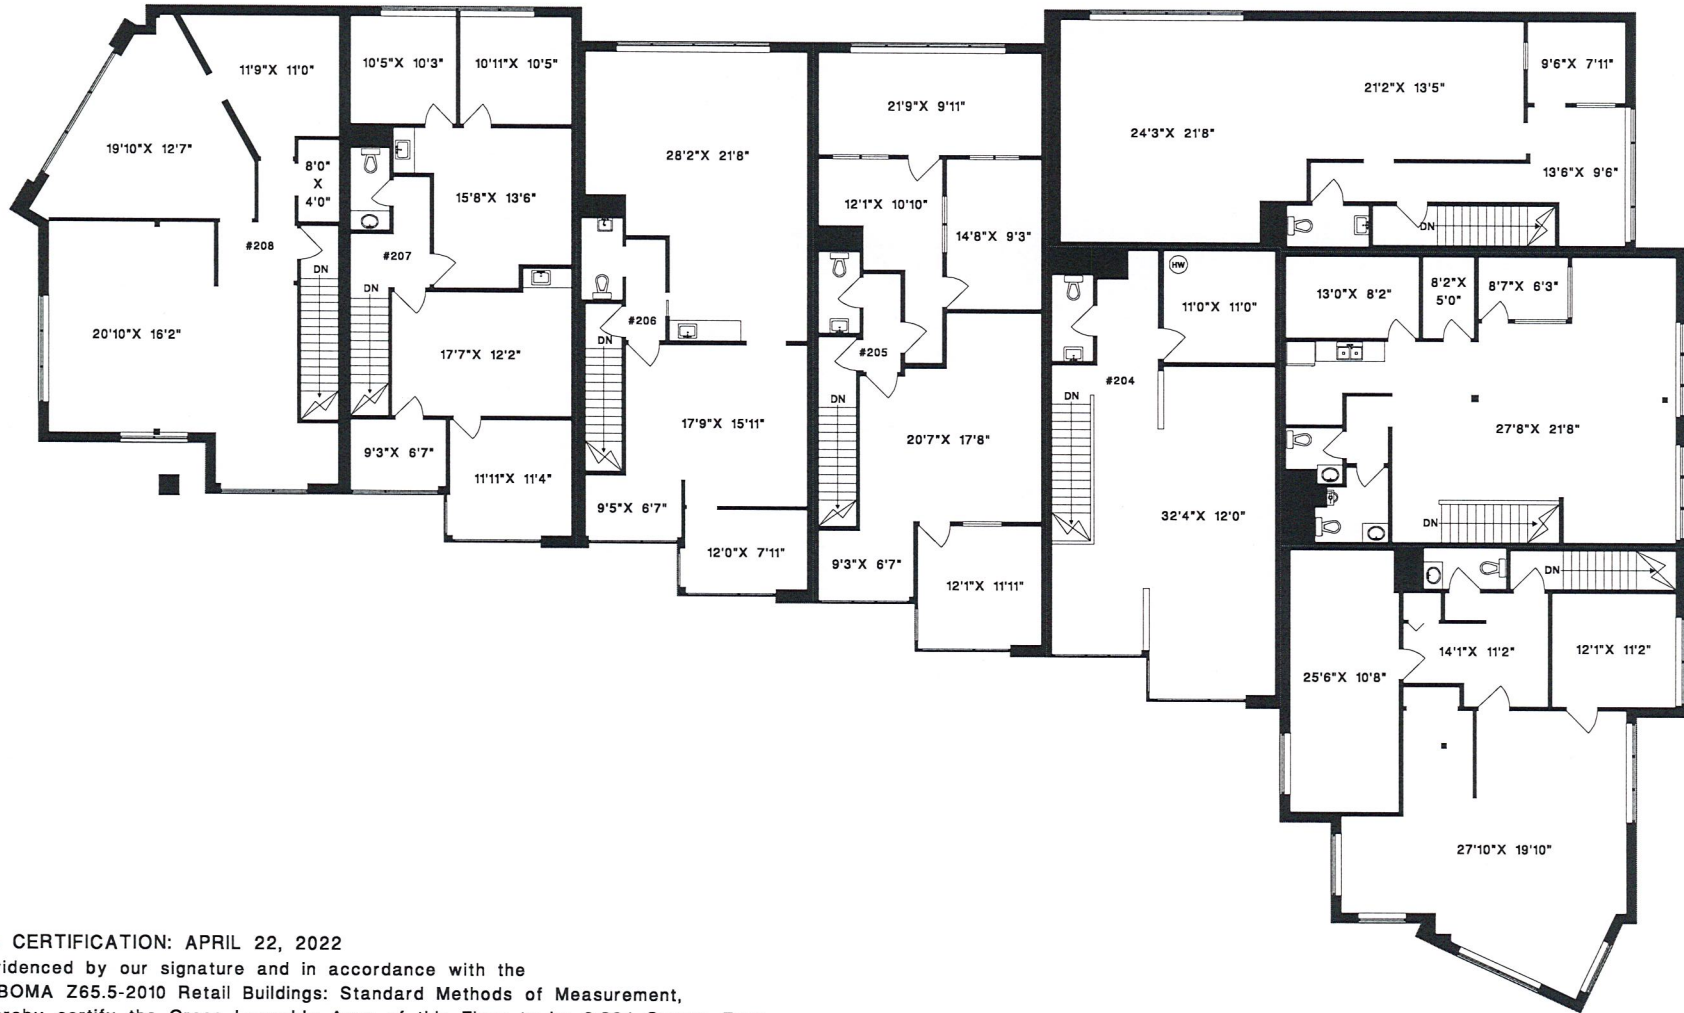 11'9"X 11'0"
19'10"X 12'7"
8'0"
X
4'0"
#208
DN
20'10"X 16'2"
10'5"X 10'3"
10'11"X 10'5"
15'8"X 13'6"
#207
DN
17'7"X 12'2"
9'3"X 6'7"
11'11"X 11'4"
28'2"X 21'8"
#206
DN
17'9"X 15'11"
9'5"X 6'7"
12'0"X 7'11"
21'9"X 9'11"
12'1"X 10'10"
14'8"X 9'3"
#205
DN
20'7"X 17'8"
9'3"X 6'7"
12'1"X 11'11"
HW
11'0"X 11'0"
#204
DN
32'4"X 12'0"
21'2"X 13'5"
9'6"X 7'11"
24'3"X 21'8"
13'6"X 9'6"
DN
13'0"X 8'2"
8'2"X
5'0"
8'7"X 6'3"
27'8"X 21'8"
DN
DN
14'1"X 11'2"
12'1"X 11'2"
25'6"X 10'8"
27'10"X 19'10"
CERTIFICATION: APRIL 22, 2022
idenced by our signature and in accordance with the
BOMA Z65.5-2010 Retail Buildings: Standard Methods of Measurement,